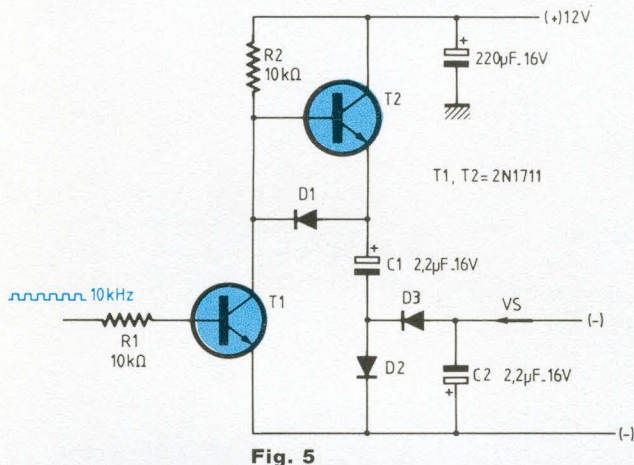 (+)12V
R2
10kΩ
+
220µF_16V
T2
T1, T2= 2N1711
D1
+
C1 2,2µF_16V
10kHz
T1
D3
VS
(-)
R1
10kΩ
D2
C2 2,2µF_16V
+
(-)
Fig. 5